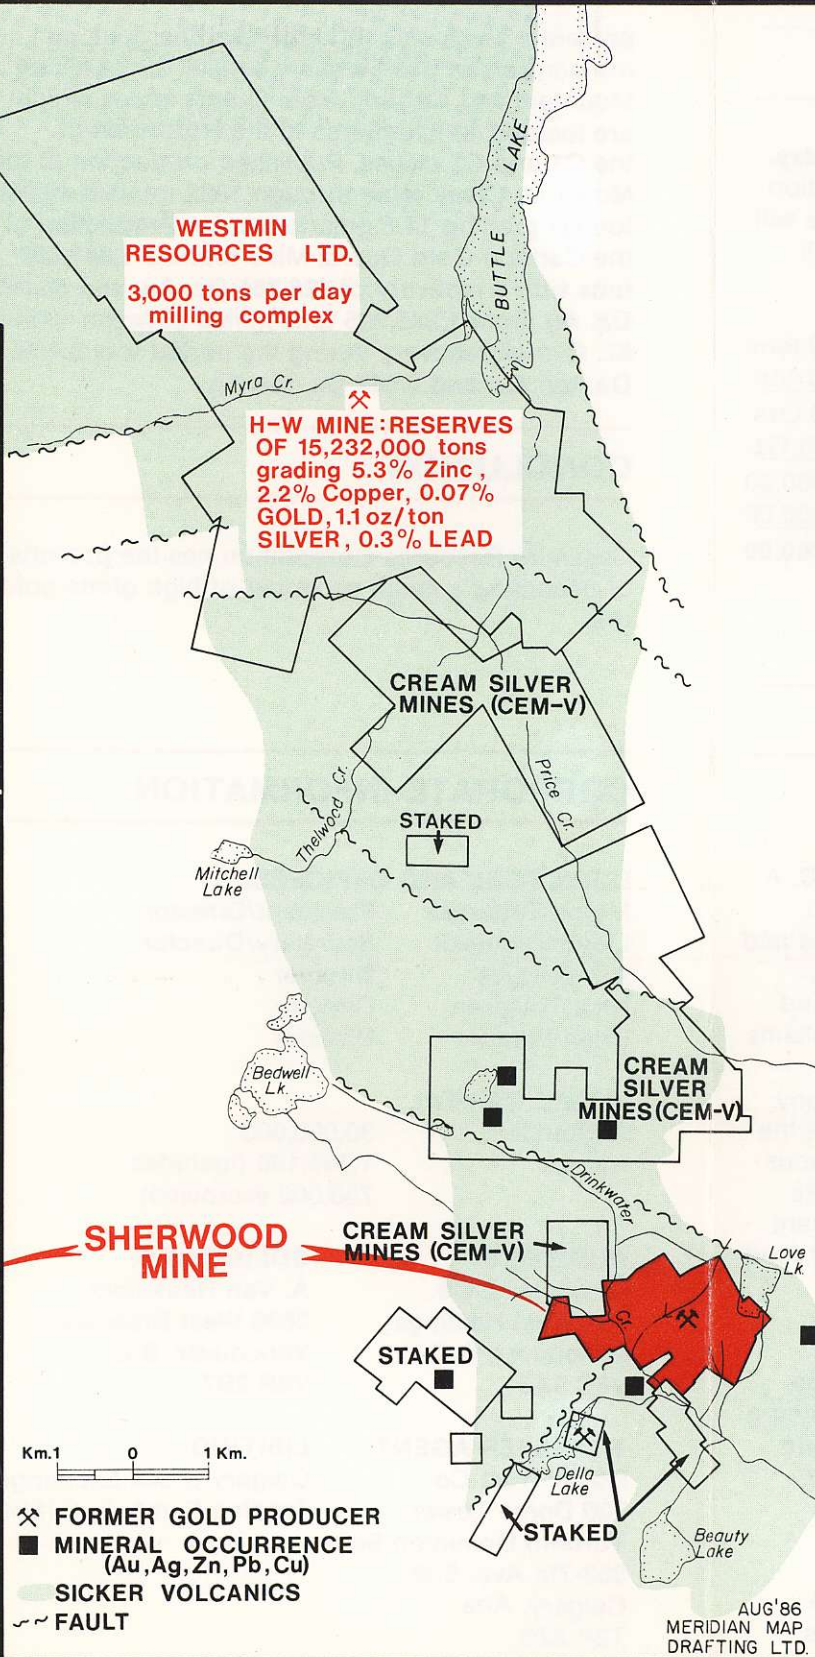 BUTTLE LAKE
WESTMIN
RESOURCES LTD.
3,000 tons per day
milling complex
Myra Cr.
H-W MINE: RESERVES
OF 15,232,000 tons
grading 5.3% Zinc,
2.2% Copper, 0.07%
GOLD, 1.1 oz/ton
SILVER, 0.3% LEAD
CREAM SILVER
MINES (CEM-V)
Thelwood Cr.
Price Cr.
STAKED
Mitchell
Lake
Bedwell
Lk.
CREAM
SILVER
MINES (CEM-V)
Drinkwater
Cr.
SHERWOOD
MINE
CREAM SILVER
MINES (CEM-V)
Love
Lk.
STAKED
Della
Lake
STAKED
Beauty
Lake
Km. 1 0 1 Km.
FORMER GOLD PRODUCER
MINERAL OCCURRENCE
(Au, Ag, Zn, Pb, Cu)
SICKER VOLCANICS
FAULT
AUG'86
MERIDIAN MAP
DRAFTING LTD.